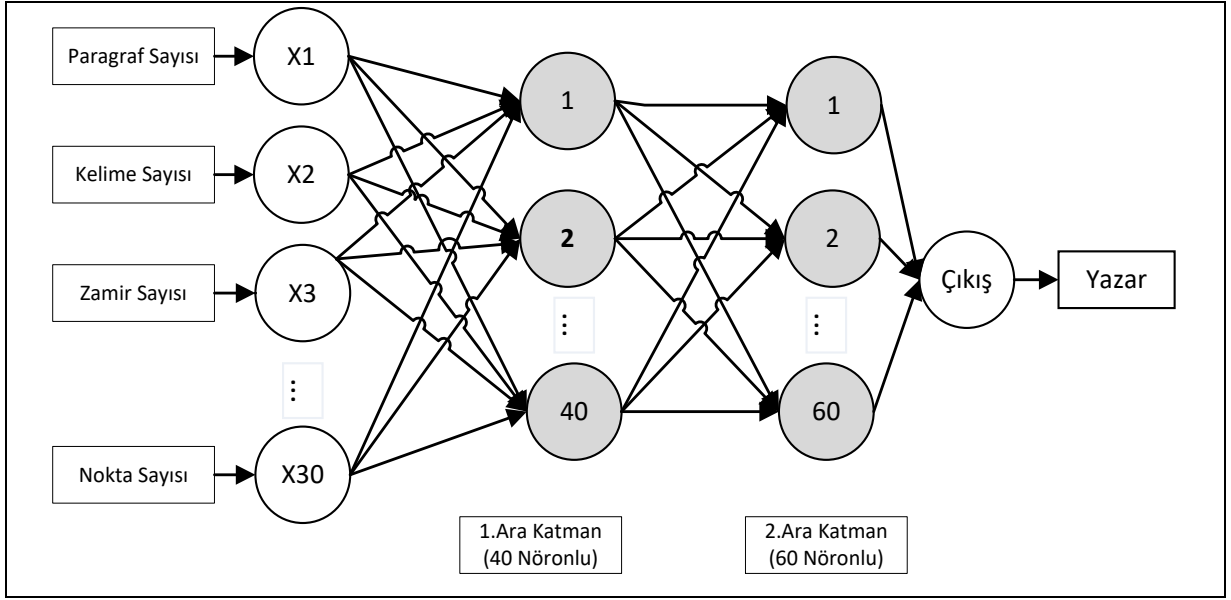 Paragraf Sayısı
X1
Kelime Sayısı
X2
Zamir Sayısı
X3
...
Nokta Sayısı
X30
1
2
...
40
1.Ara Katman
(40 Nöronlu)
1
2
...
60
2.Ara Katman
(60 Nöronlu)
Çıkış
Yazar